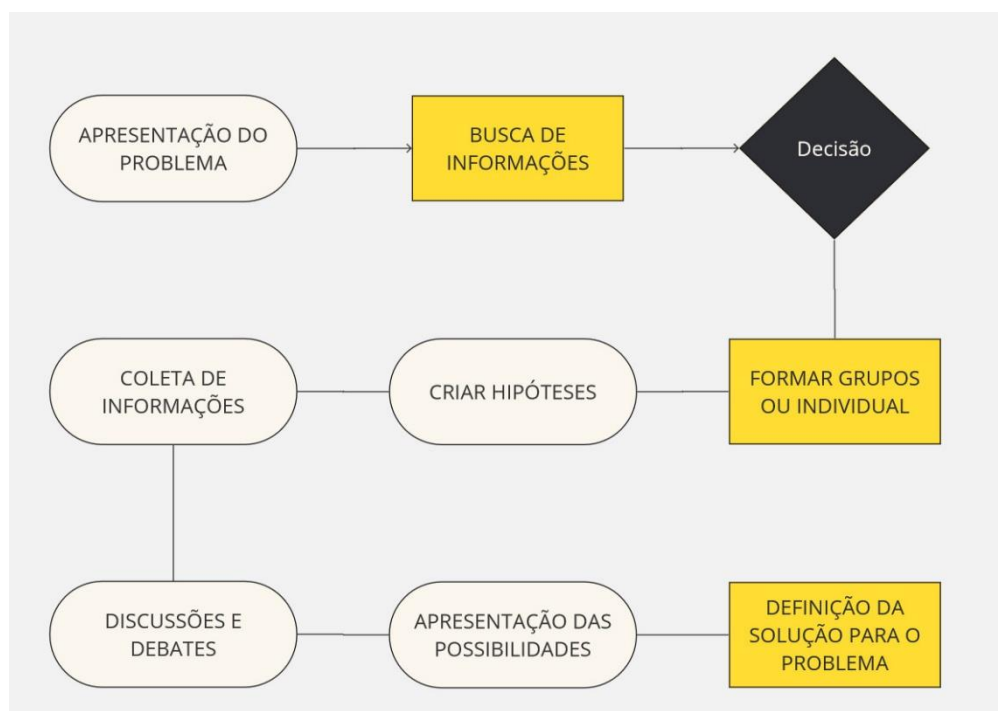 APRESENTAÇÃO DO
PROBLEMA
BUSCA DE
INFORMAÇÕES
Decisão
FORMAR GRUPOS
OU INDIVIDUAL
CRIAR HIPÓTESES
COLETA DE
INFORMAÇÕES
DISCUSSÕES E
DEBATES
APRESENTAÇÃO DAS
POSSIBILIDADES
DEFINIÇÃO DA
SOLUÇÃO PARA O
PROBLEMA